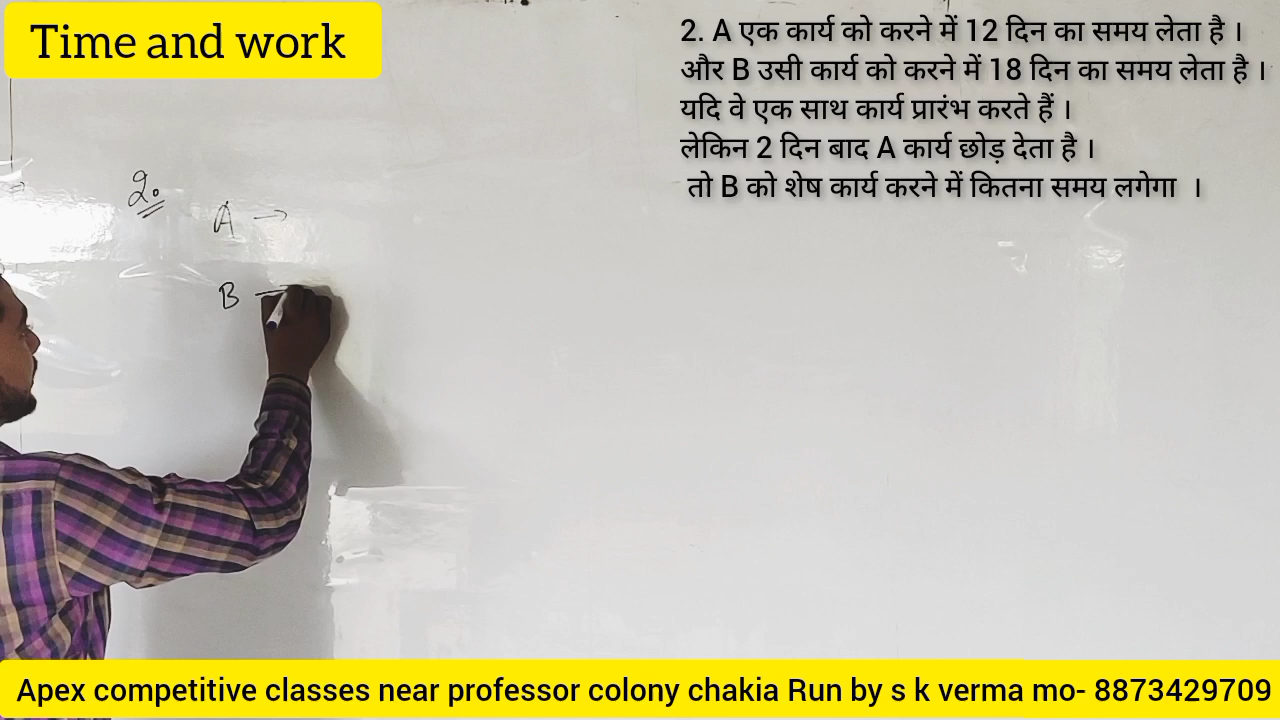 Time and work
2. A एक कार्य को करने में 12 दिन का समय लेता है ।
और B उसी कार्य को करने में 18 दिन का समय लेता है ।
यदि वे एक साथ कार्य प्रारंभ करते हैं ।
लेकिन 2 दिन बाद A कार्य छोड़ देता है ।
तो B को शेष कार्य करने में कितना समय लगेगा ।
2.
A →
B —
Apex competitive classes near professor colony chakia Run by s k verma mo- 8873429709